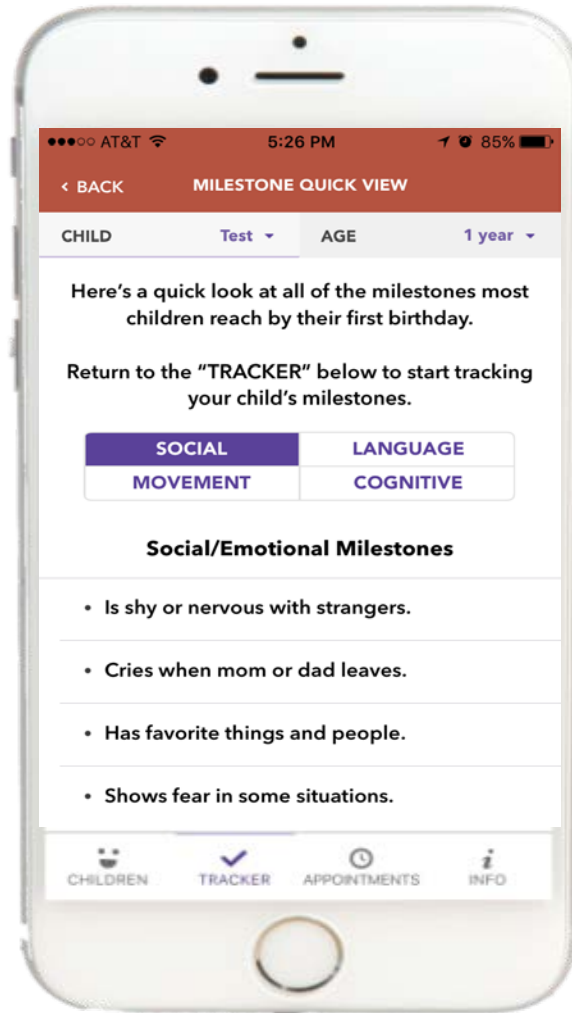 AT&T 5:26 PM 85%
< BACK MILESTONE QUICK VIEW
CHILD Test AGE 1 year
Here's a quick look at all of the milestones most
children reach by their first birthday.
Return to the "TRACKER" below to start tracking
your child's milestones.
SOCIAL LANGUAGE
MOVEMENT COGNITIVE
Social/Emotional Milestones
• Is shy or nervous with strangers.
• Cries when mom or dad leaves.
• Has favorite things and people.
• Shows fear in some situations.
CHILDREN TRACKER APPOINTMENTS INFO